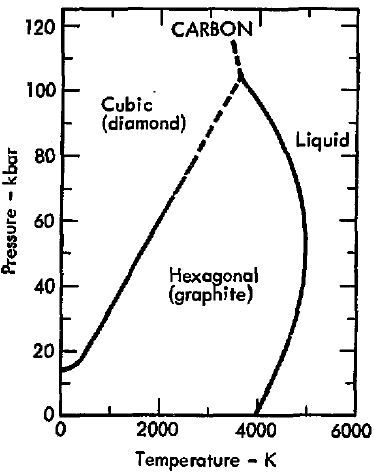 120
CARBON
100
Cubic
(diamond)
80
Liquid
Pressure – kbar
60
Hexagonal
(graphite)
40
20
0
0 2000 4000 6000
Temperature – K